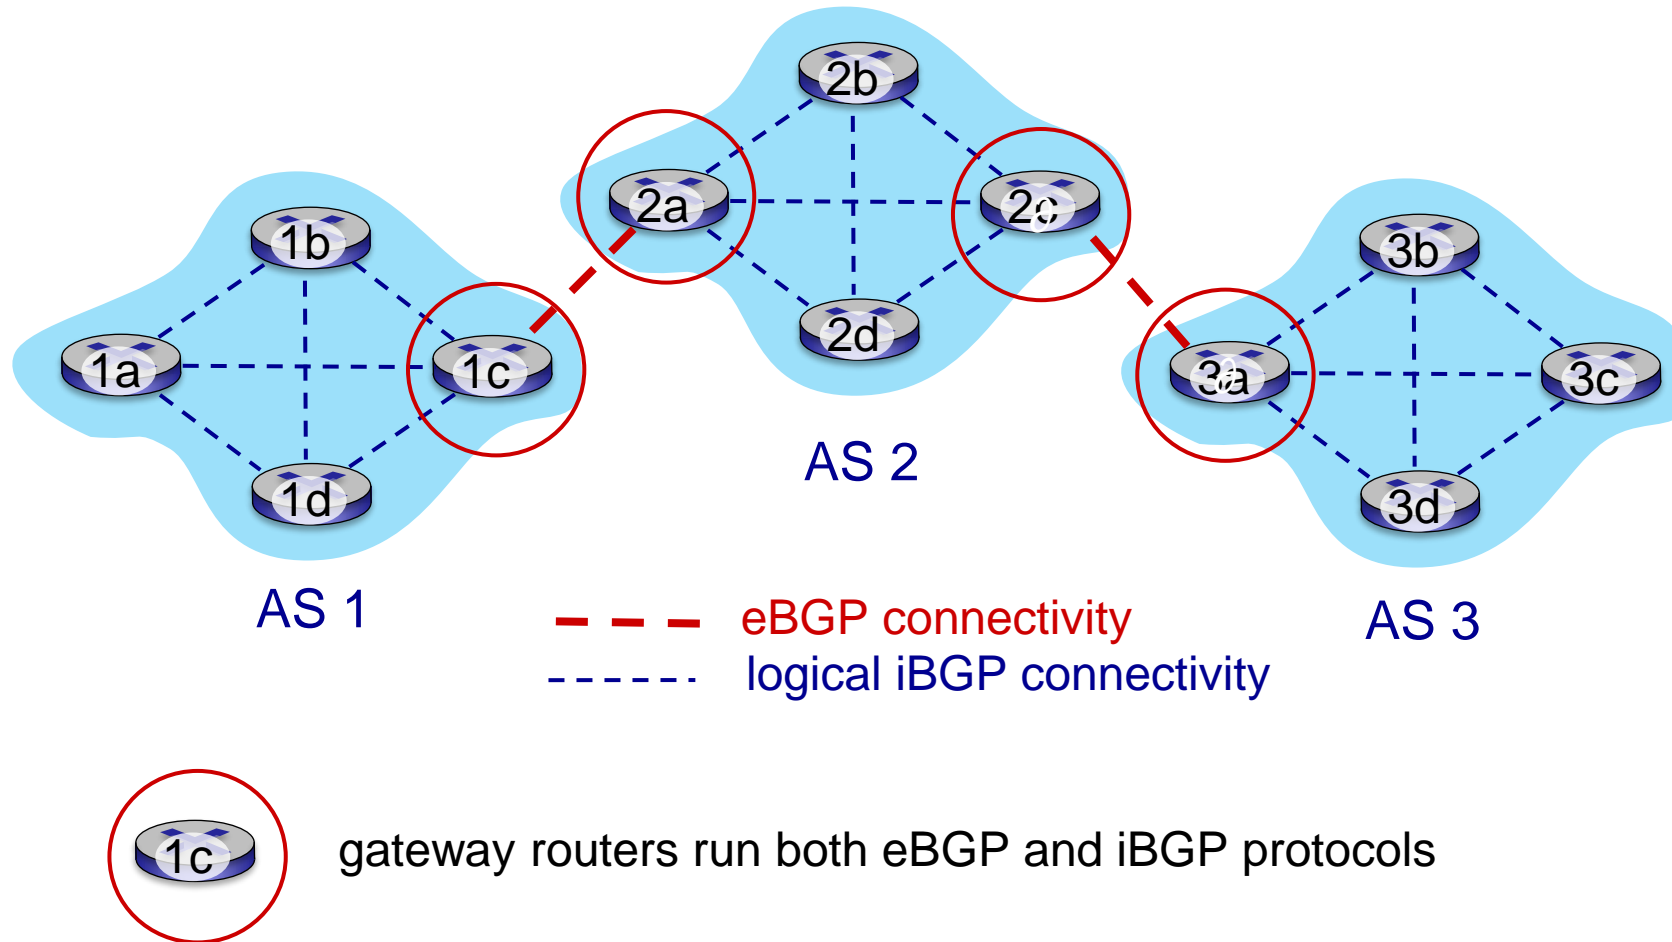 2b
2a
2c
1b
3b
2d
1a
1c
3a
3c
AS 2
1d
3d
AS 1
eBGP connectivity
AS 3
logical iBGP connectivity
1c
gateway routers run both eBGP and iBGP protocols